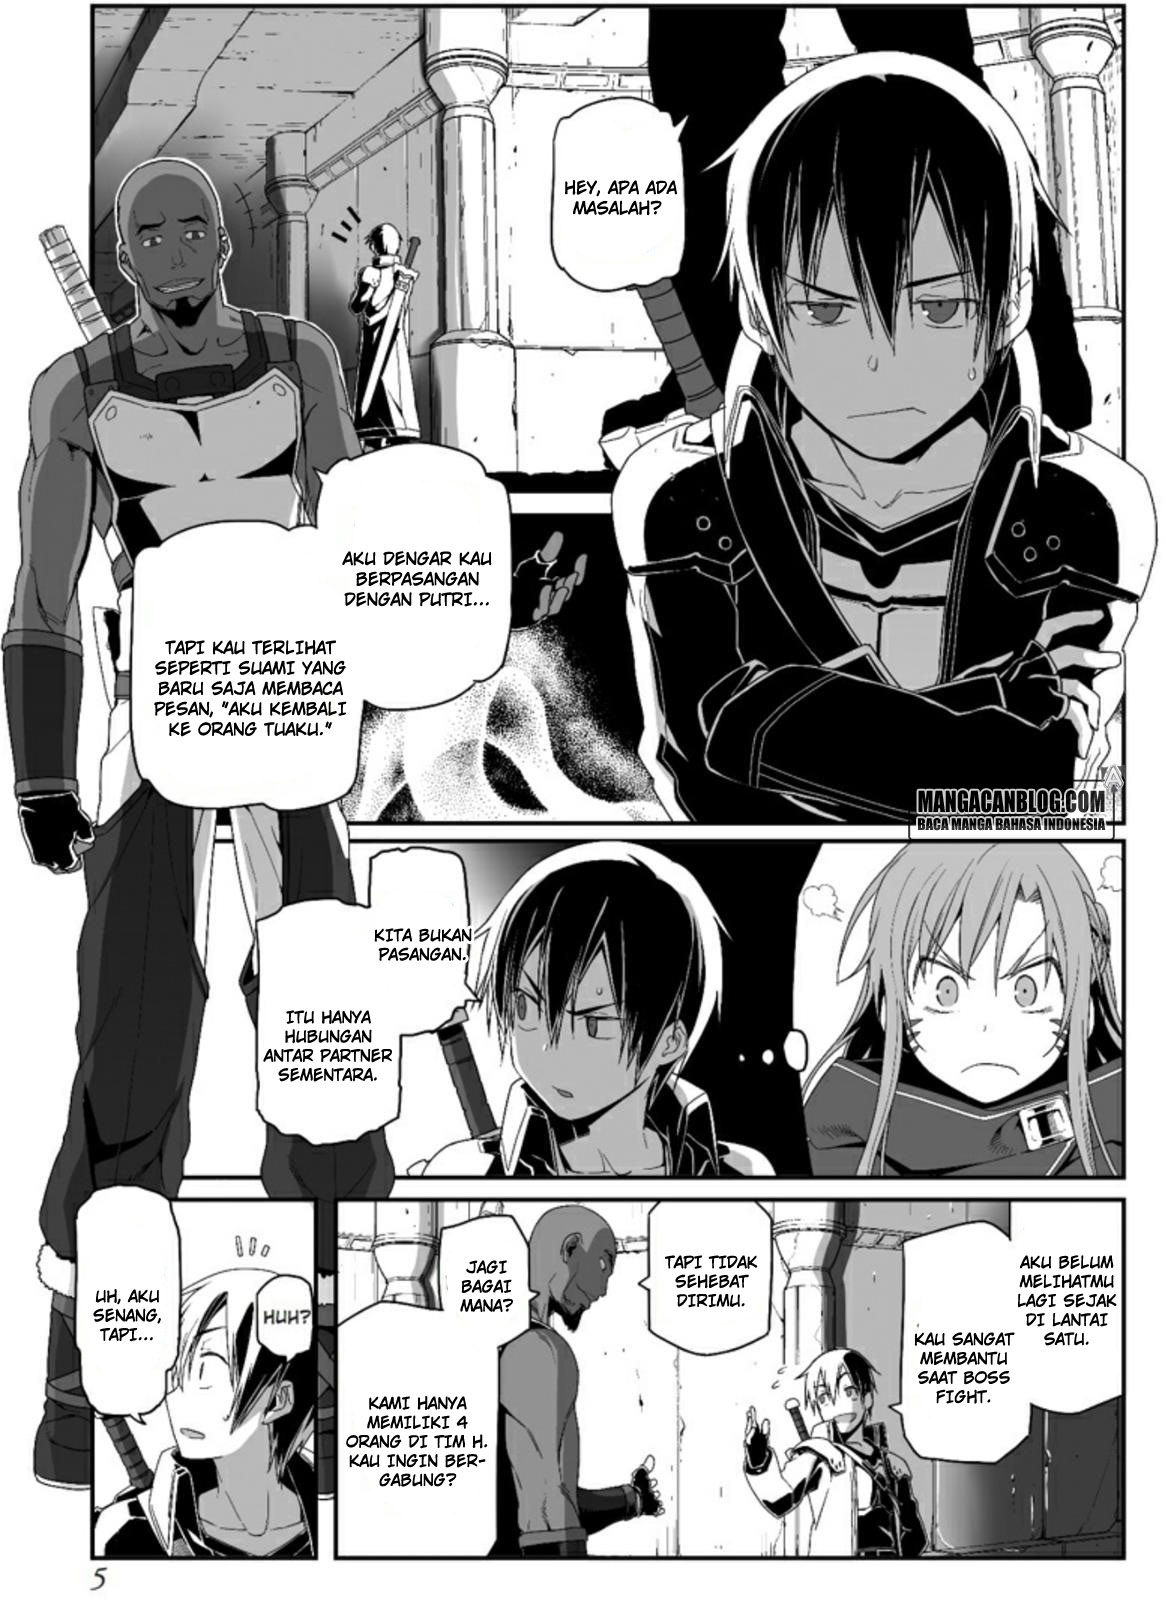 HEY, APA ADA
MASALAH?
AKU DENGAR KAU
BERPASANGAN
DENGAN PUTRI...
TAPI KAU TERLIHAT
SEPERTI SUAMI YANG
BARU SAJA MEMBACA
PESAN, "AKU KEMBALI
KE ORANG TUAKU."
MANGACANBLOG.COM
BACA MANGA BAHASA INDONESIA
KITA BUKAN
PASANGAN.
ITU HANYA
HUBUNGAN
ANTAR PARTNER
SEMENTARA.
AKU BELUM
MELIHATMU
LAGI SEJAK
DI LANTAI
SATU.
KAU SANGAT
MEMBANTU
SAAT BOSS
FIGHT.
TAPI TIDAK
SEHEBAT
DIRIMU.
JAGI
BAGAI
MANA?
KAMI HANYA
MEMILIKI 4
ORANG DI TIM H.
KAU INGIN BER-
GABUNG?
HUH?
UH, AKU
SENANG,
TAPI...
5